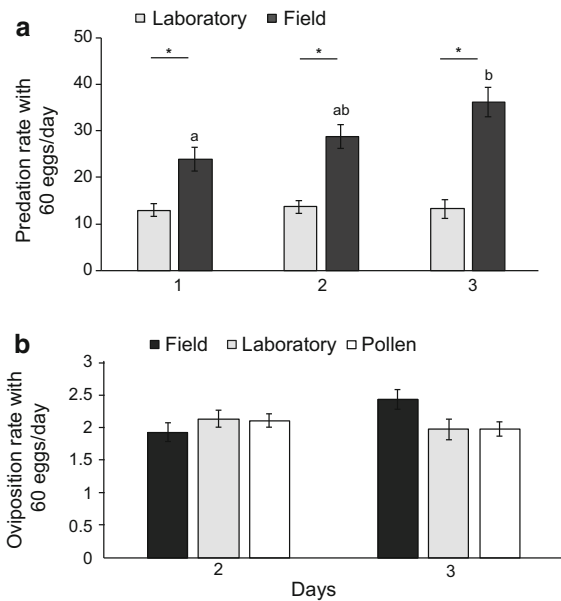 a
Laboratory Field
Predation rate with
60 eggs/day
50
40
30
20
10
0
* * *
a
ab
b
1 2 3
b
Field Laboratory Pollen
Oviposition rate with
60 eggs/day
3
2.5
2
1.5
1
0.5
0
2 3
Days